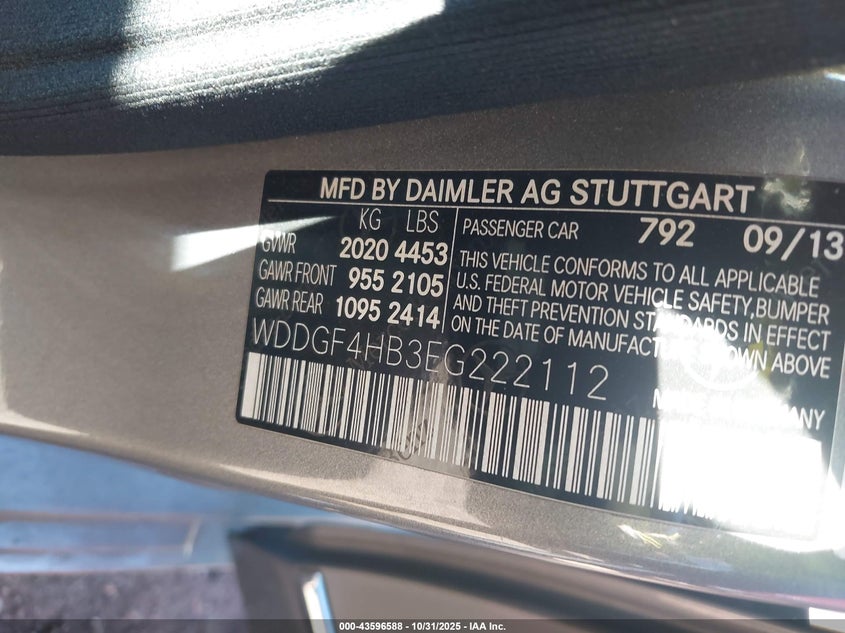 MFD BY DAIMLER AG STUTTGART
KG LBS
GVWR 2020 4453
GAWR FRONT 955 2105
GAWR REAR 1095 2414
PASSENGER CAR 792 09/13
THIS VEHICLE CONFORMS TO ALL APPLICABLE
U.S. FEDERAL MOTOR VEHICLE SAFETY, BUMPER
AND THEFT PREVENTION STANDARDS IN EFFECT
ON THE DATE OF MANUFACTURE SHOWN ABOVE
WDDGF4HB3EG222112
000-43596588 - 10/31/2025 - IAA Inc.